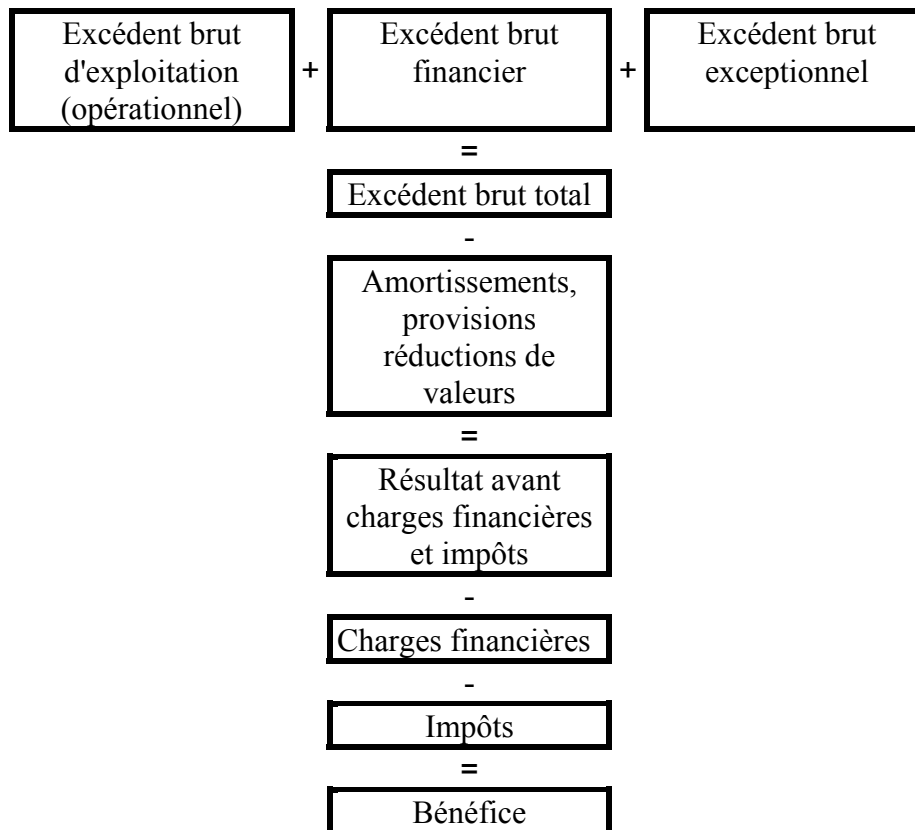 Excédent brut
d'exploitation
(opérationnel)
+
Excédent brut
financier
+
Excédent brut
exceptionnel
=
Excédent brut total
-
Amortissements,
provisions
réductions de
valeurs
=
Résultat avant
charges financières
et impôts
-
Charges financières
-
Impôts
=
Bénéfice